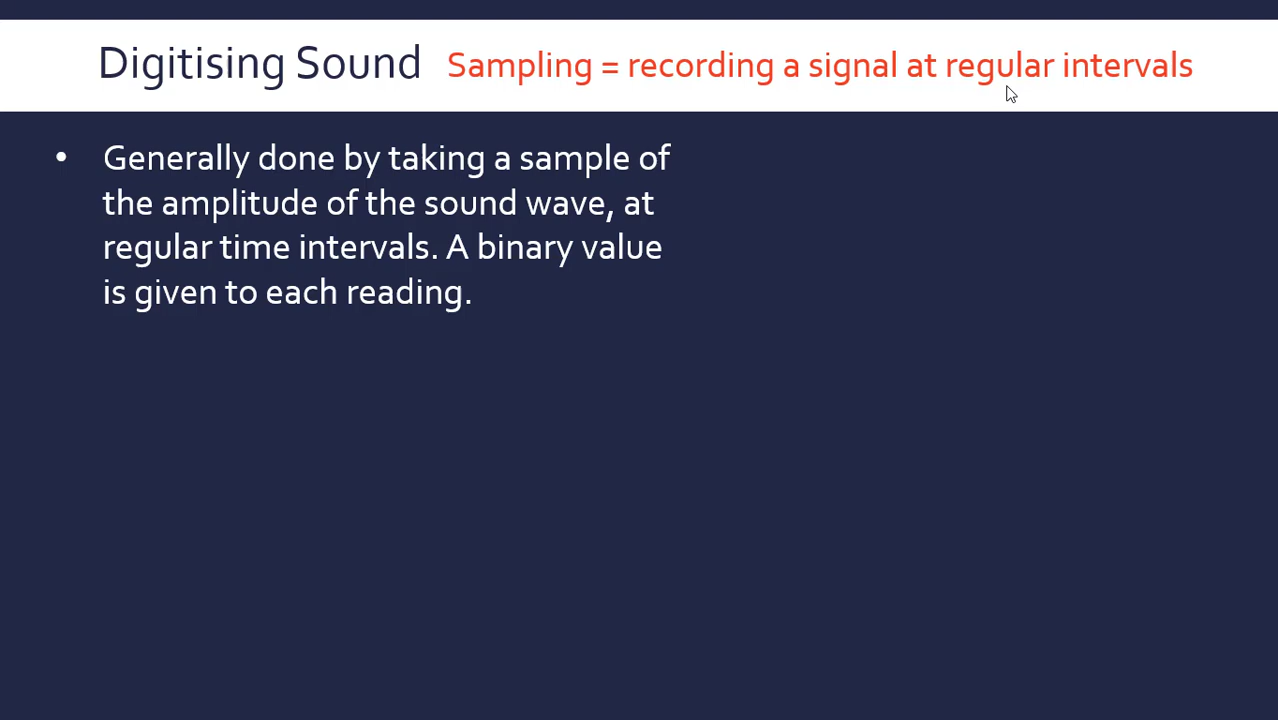 Digitising Sound Sampling = recording a signal at regular intervals
• Generally done by taking a sample of
the amplitude of the sound wave, at
regular time intervals. A binary value
is given to each reading.